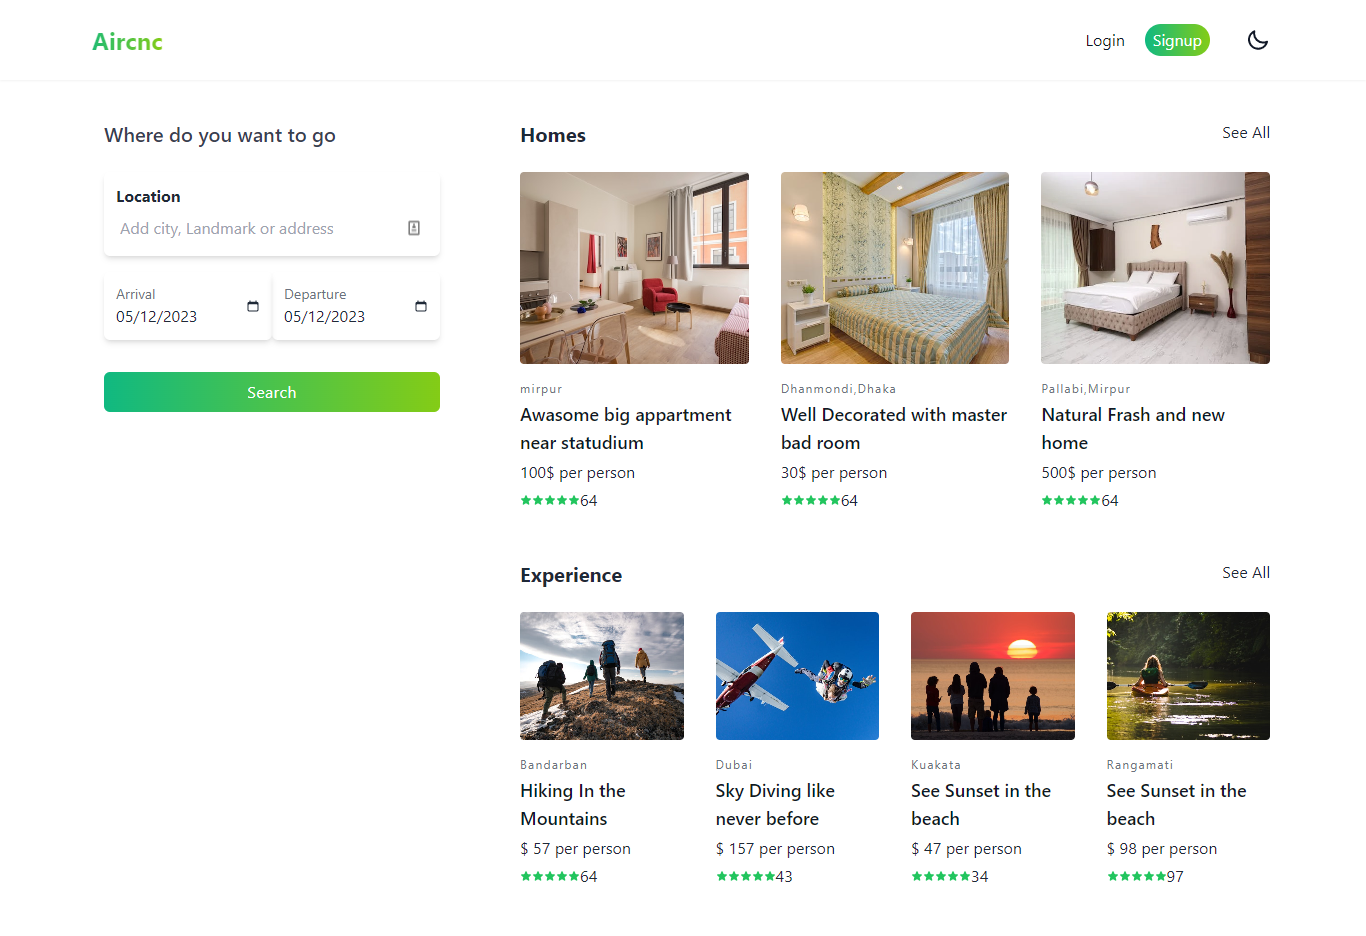 Aircnc
Login
Signup
Where do you want to go
Location
Add city, Landmark or address
Arrival
05/12/2023
Departure
05/12/2023
Search
Homes
See All
mirpur
Awasome big appartment
near statudium
100$ per person
64
Dhanmondi,Dhaka
Well Decorated with master
bad room
30$ per person
64
Pallabi,Mirpur
Natural Frash and new
home
500$ per person
64
Experience
See All
Bandarban
Hiking In the
Mountains
$ 57 per person
64
Dubai
Sky Diving like
never before
$ 157 per person
43
Kuakata
See Sunset in the
beach
$ 47 per person
34
Rangamati
See Sunset in the
beach
$ 98 per person
97